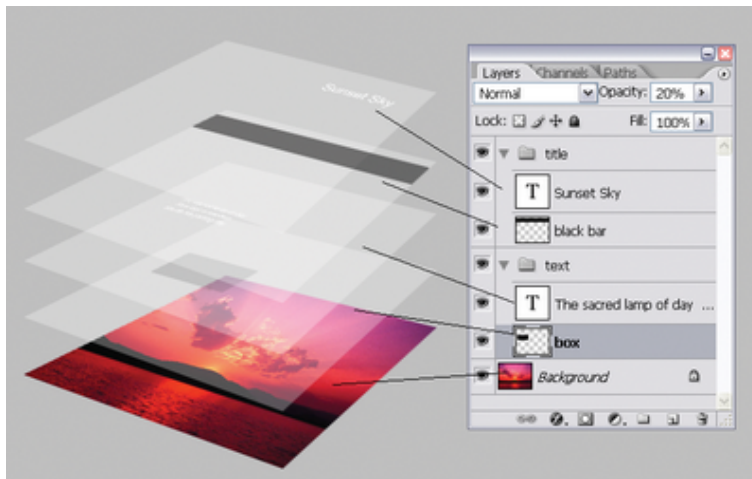 Sunset Sky
Layers Channels Paths
Normal Opacity: 20%
Lock: Fill: 100%
title
T Sunset Sky
black bar
text
T The sacred lamp of day ...
box
Background